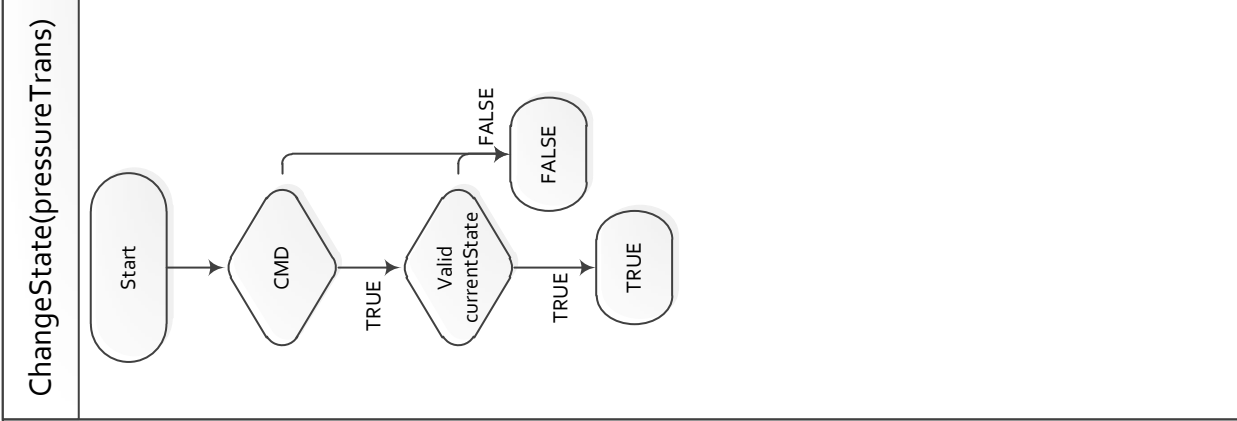 ChangeState(pressureTrans)
Start
CMD
TRUE
Valid
currentState
FALSE
FALSE
TRUE
TRUE